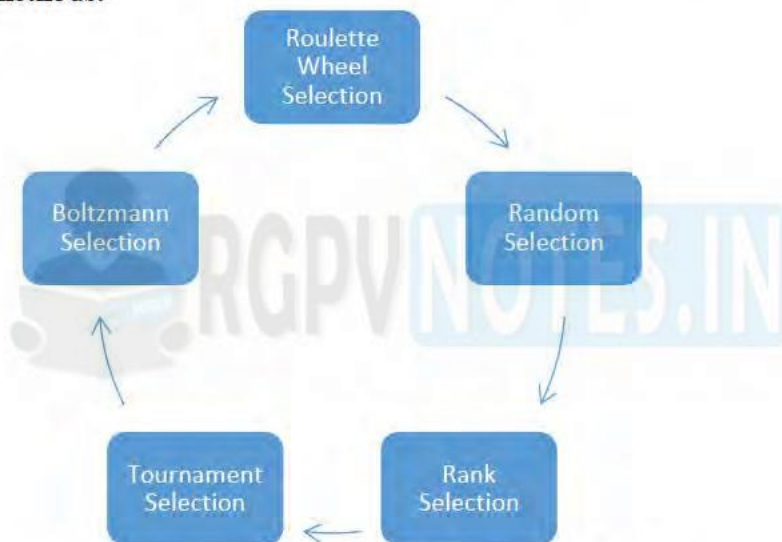 Roulette
Wheel
Selection
Boltzmann
Selection
Random
Selection
RGPVNOTES.IN
Tournament
Selection
Rank
Selection